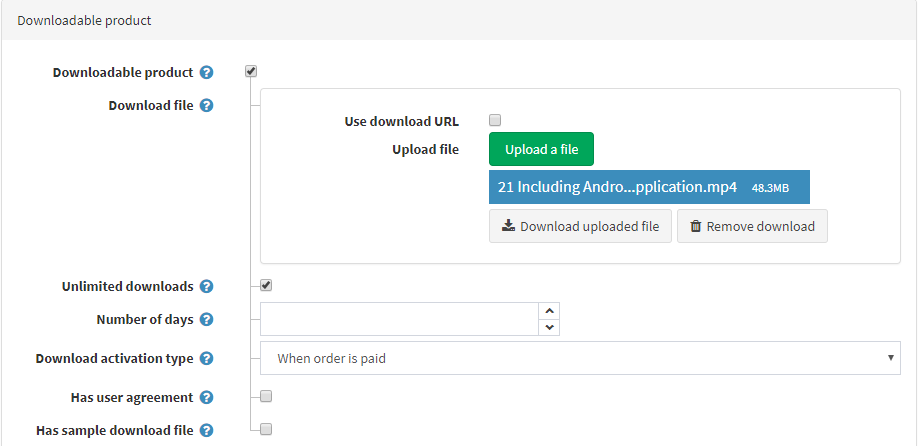 Downloadable product
Downloadable product ?
Download file ?
Use download URL
Upload file Upload a file
21 Including Andro...pplication.mp4 48.3MB
Download uploaded file Remove download
Unlimited downloads ?
Number of days ?
Download activation type ? When order is paid
Has user agreement ?
Has sample download file ?